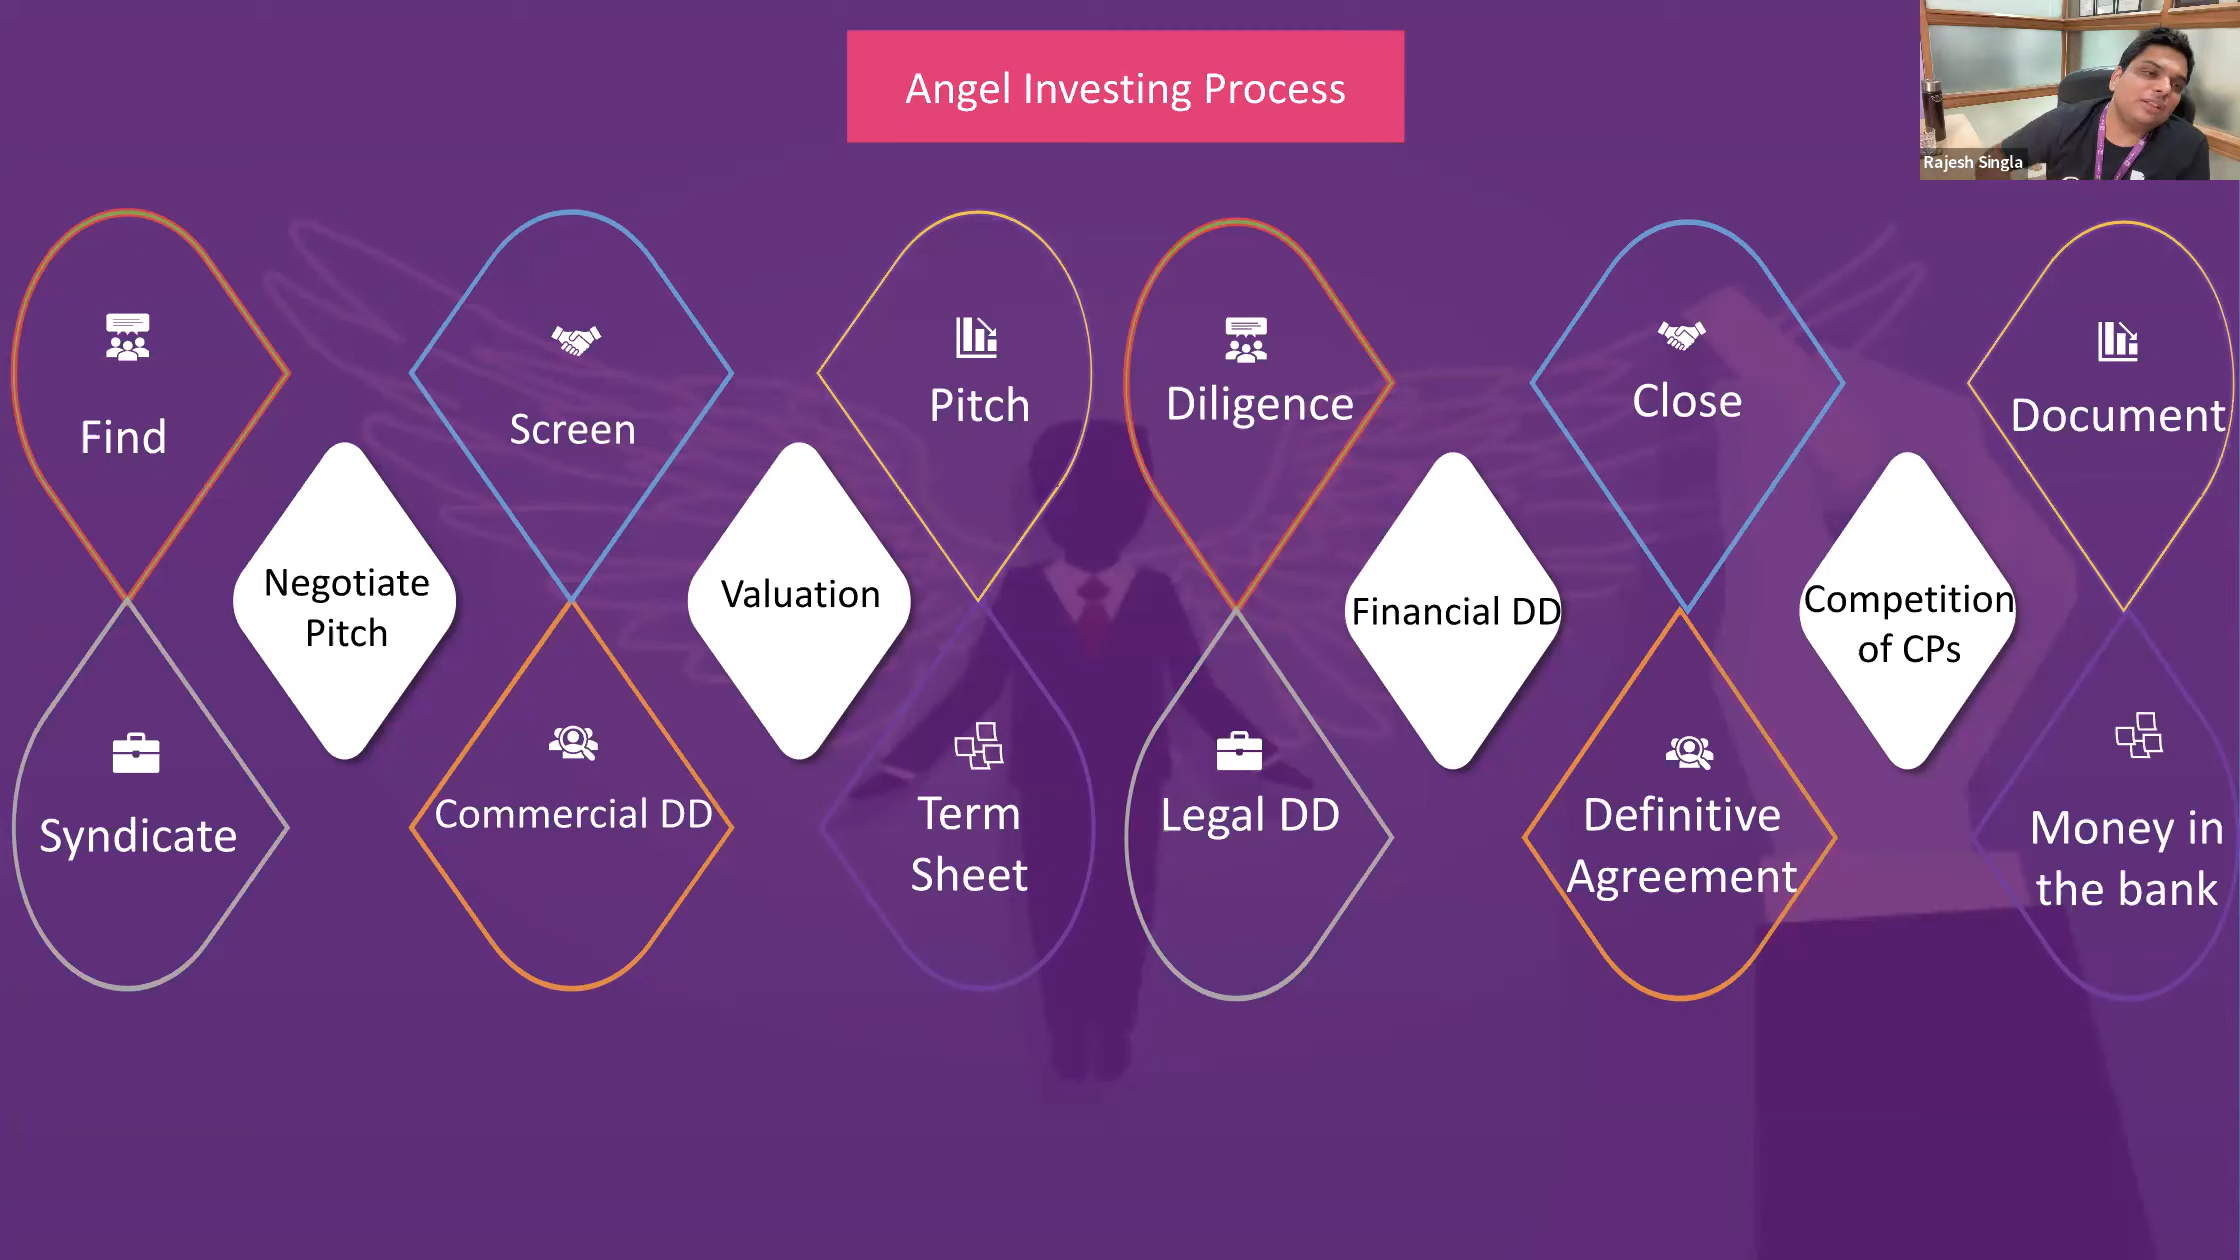 Angel Investing Process
Rajesh Singla
Find
Screen
Pitch
Diligence
Close
Document
Negotiate
Pitch
Valuation
Financial DD
Competition
of CPs
Syndicate
Commercial DD
Term
Sheet
Legal DD
Definitive
Agreement
Money in
the bank